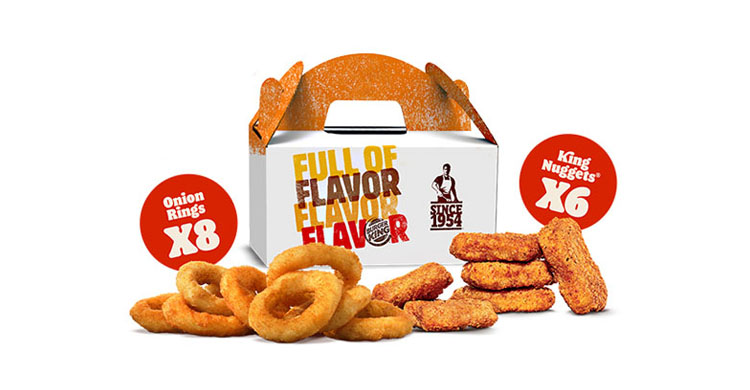 FULL OF
FLAVOR
FLAVOR
FLAVOR
BURGER
KING
SINCE
1954
Onion
Rings
X8
King
Nuggets®
X6